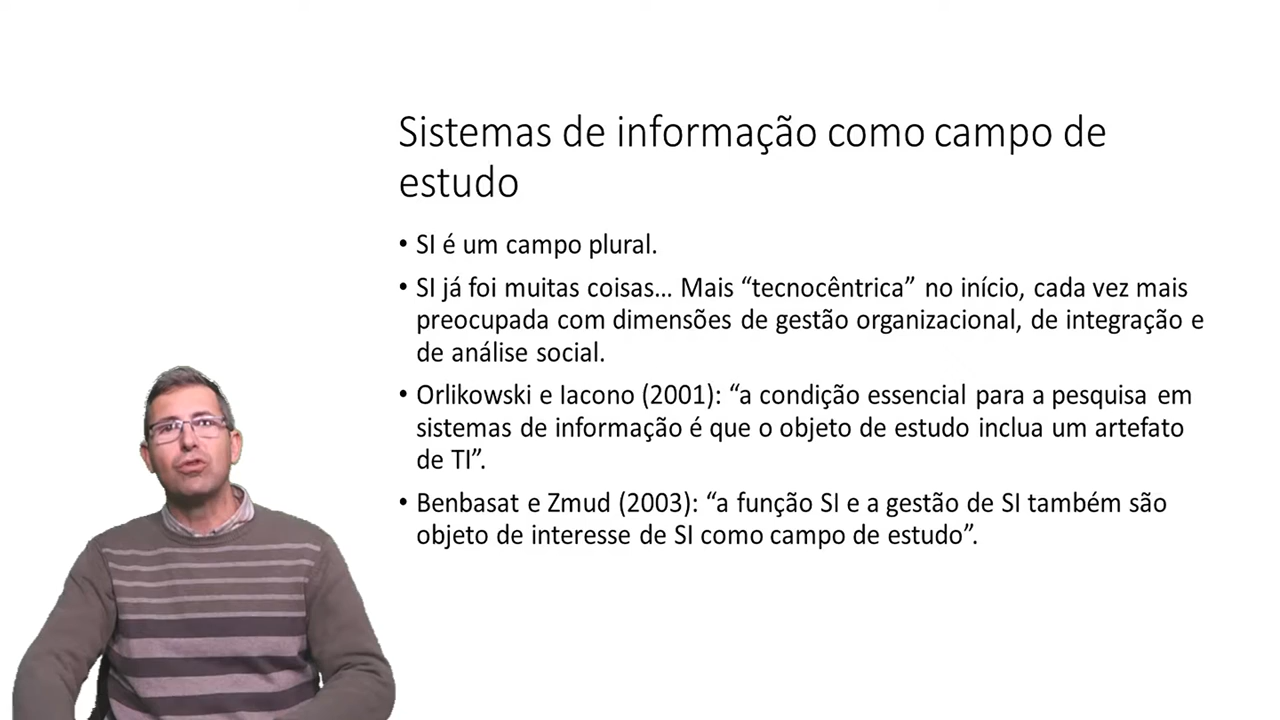 Sistemas de informação como campo de
estudo
• SI é um campo plural.
• SI já foi muitas coisas... Mais “tecnocêntrica” no início, cada vez mais
preocupada com dimensões de gestão organizacional, de integração e
de análise social.
• Orlikowski e Iacono (2001): “a condição essencial para a pesquisa em
sistemas de informação é que o objeto de estudo inclua um artefato
de TI”.
• Benbasat e Zmud (2003): “a função SI e a gestão de SI também são
objeto de interesse de SI como campo de estudo”.